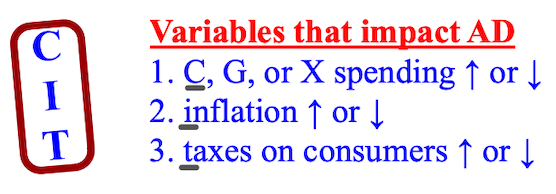 C
I
T
Variables that impact AD
1. C, G, or X spending ↑ or ↓
2. inflation ↑ or ↓
3. taxes on consumers ↑ or ↓